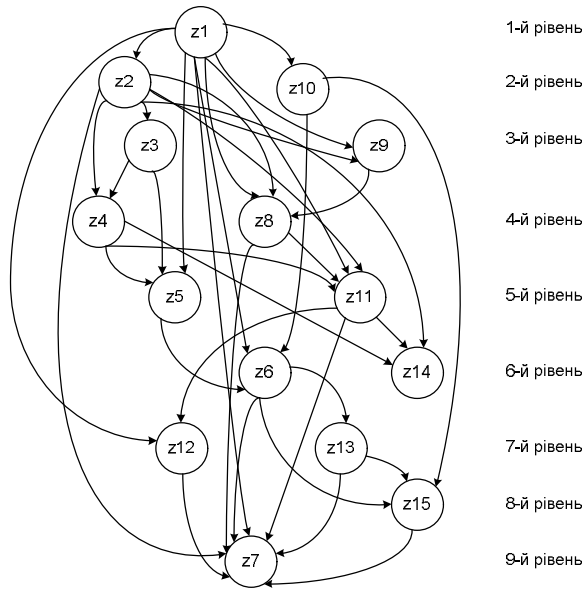 z1
1-й рівень
z2
z10
2-й рівень
z3
z9
3-й рівень
z4
z8
4-й рівень
z5
z11
5-й рівень
z6
z14
6-й рівень
z12
z13
7-й рівень
z15
8-й рівень
z7
9-й рівень